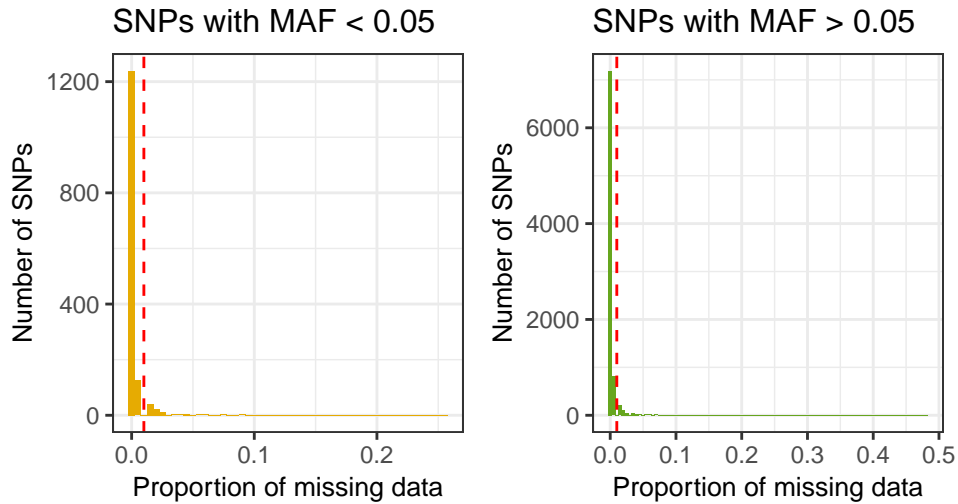 SNPs with MAF < 0.05
Number of SNPs
1200
800
400
0
0.0 0.1 0.2
Proportion of missing data
SNPs with MAF > 0.05
Number of SNPs
6000
4000
2000
0
0.0 0.1 0.2 0.3 0.4 0.5
Proportion of missing data